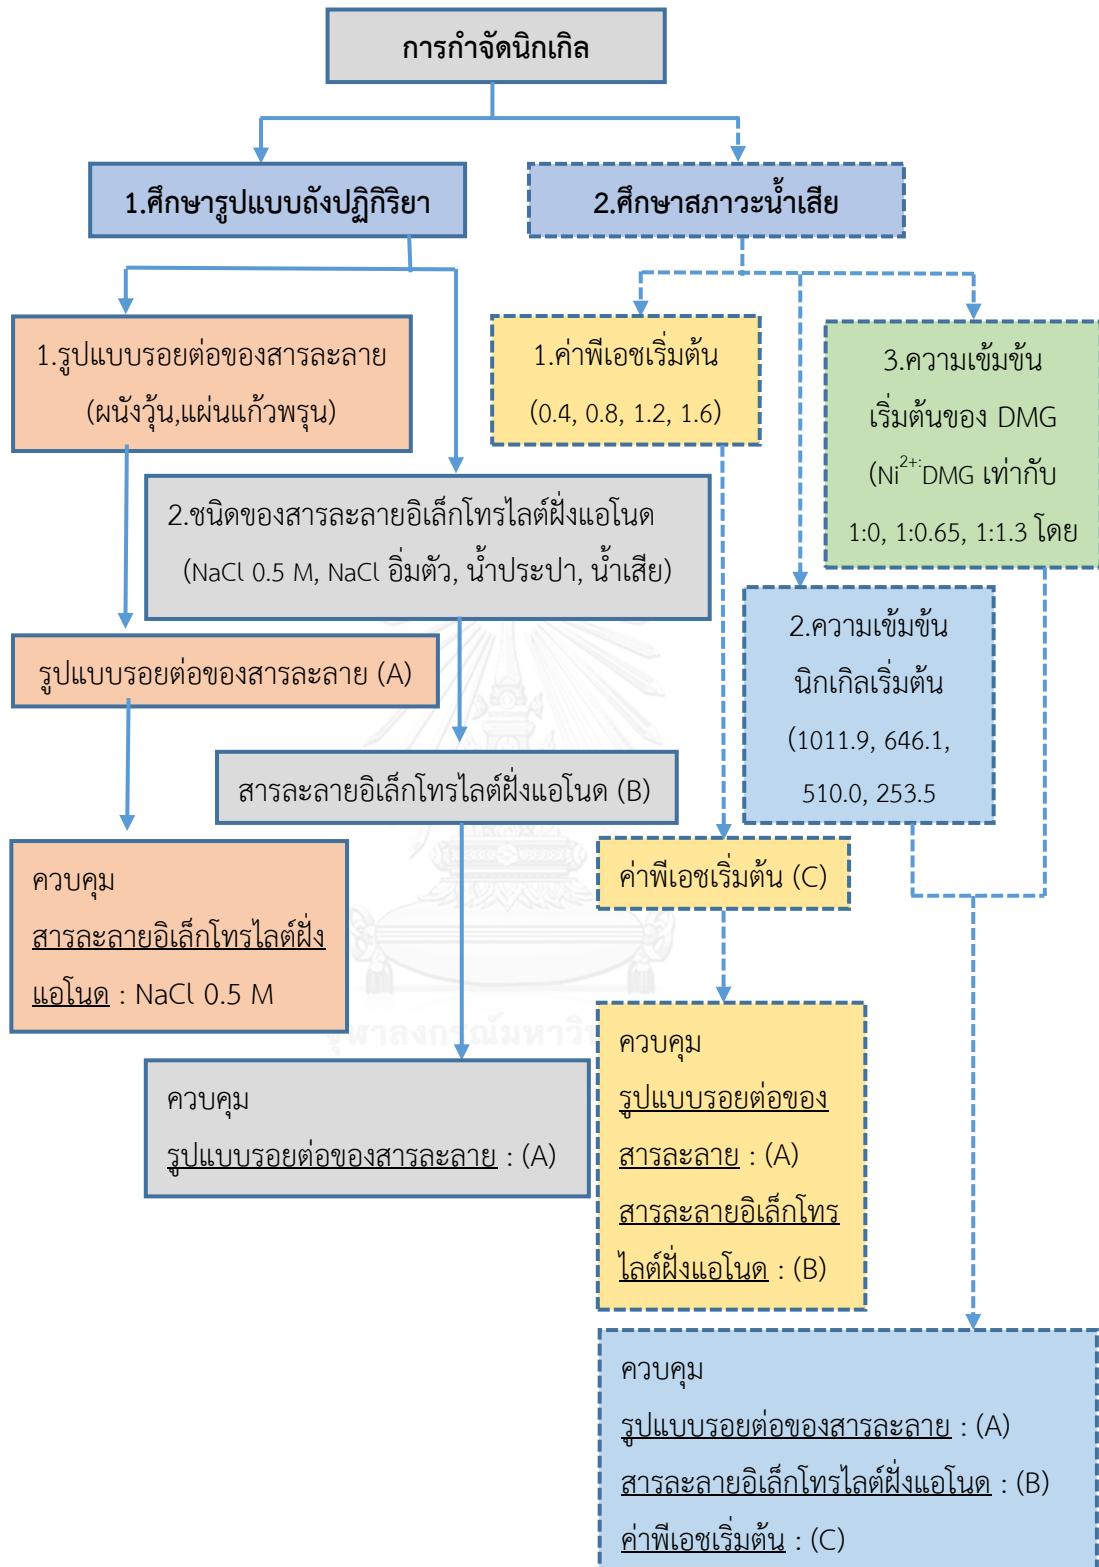 การกำจัดนิกเกิล
1.ศึกษารูปแบบถังปฏิกิริยา
2.ศึกษาสภาวะน้ำเสีย
1.รูปแบบรอยต่อของสารละลาย
(ผนังวุ้น,แผ่นแก้วพรุน)
1.ค่าพีเอชเริ่มต้น
(0.4, 0.8, 1.2, 1.6)
3.ความเข้มข้น
เริ่มต้นของ DMG
(Ni²⁺:DMG เท่ากับ
1:0, 1:0.65, 1:1.3 โดย
2.ชนิดของสารละลายอิเล็กโทรไลต์ฝั่งแอโนด
(NaCl 0.5 M, NaCl อิ่มตัว, น้ำประปา, น้ำเสีย)
2.ความเข้มข้น
นิกเกิลเริ่มต้น
(1011.9, 646.1,
510.0, 253.5
รูปแบบรอยต่อของสารละลาย (A)
สารละลายอิเล็กโทรไลต์ฝั่งแอโนด (B)
ค่าพีเอชเริ่มต้น (C)
ควบคุม
สารละลายอิเล็กโทรไลต์ฝั่ง
แอโนด : NaCl 0.5 M
ควบคุม
รูปแบบรอยต่อของสารละลาย : (A)
ควบคุม
รูปแบบรอยต่อของ
สารละลาย : (A)
สารละลายอิเล็กโทร
ไลต์ฝั่งแอโนด : (B)
ควบคุม
รูปแบบรอยต่อของสารละลาย : (A)
สารละลายอิเล็กโทรไลต์ฝั่งแอโนด : (B)
ค่าพีเอชเริ่มต้น : (C)